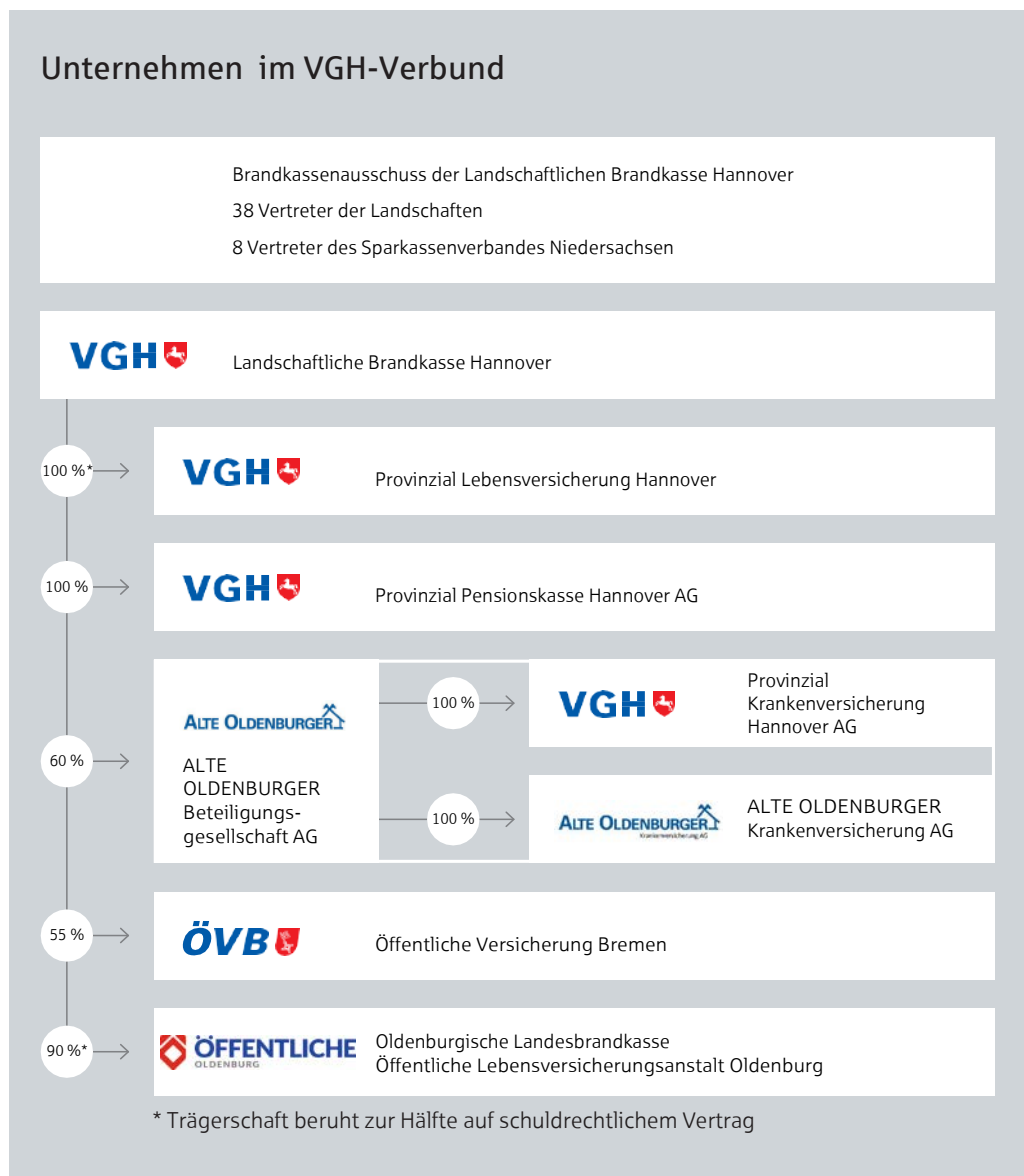 Unternehmen im VGH-Verbund
Brandkassenausschuss der Landschaftlichen Brandkasse Hannover
38 Vertreter der Landschaften
8 Vertreter des Sparkassenverbandes Niedersachsen
VGH
Landschaftliche Brandkasse Hannover
100 %*
VGH
Provinzial Lebensversicherung Hannover
100 %
VGH
Provinzial Pensionskasse Hannover AG
60 %
ALTE OLDENBURGER
ALTE
OLDENBURGER
Beteiligungs-
gesellschaft AG
100 %
VGH
Provinzial
Krankenversicherung
Hannover AG
100 %
ALTE OLDENBURGER
Krankenversicherung AG
ALTE OLDENBURGER
Krankenversicherung AG
55 %
ÖVB
Öffentliche Versicherung Bremen
90 %*
ÖFFENTLICHE
OLDENBURG
Oldenburgische Landesbrandkasse
Öffentliche Lebensversicherungsanstalt Oldenburg
* Trägerschaft beruht zur Hälfte auf schuldrechtlichem Vertrag